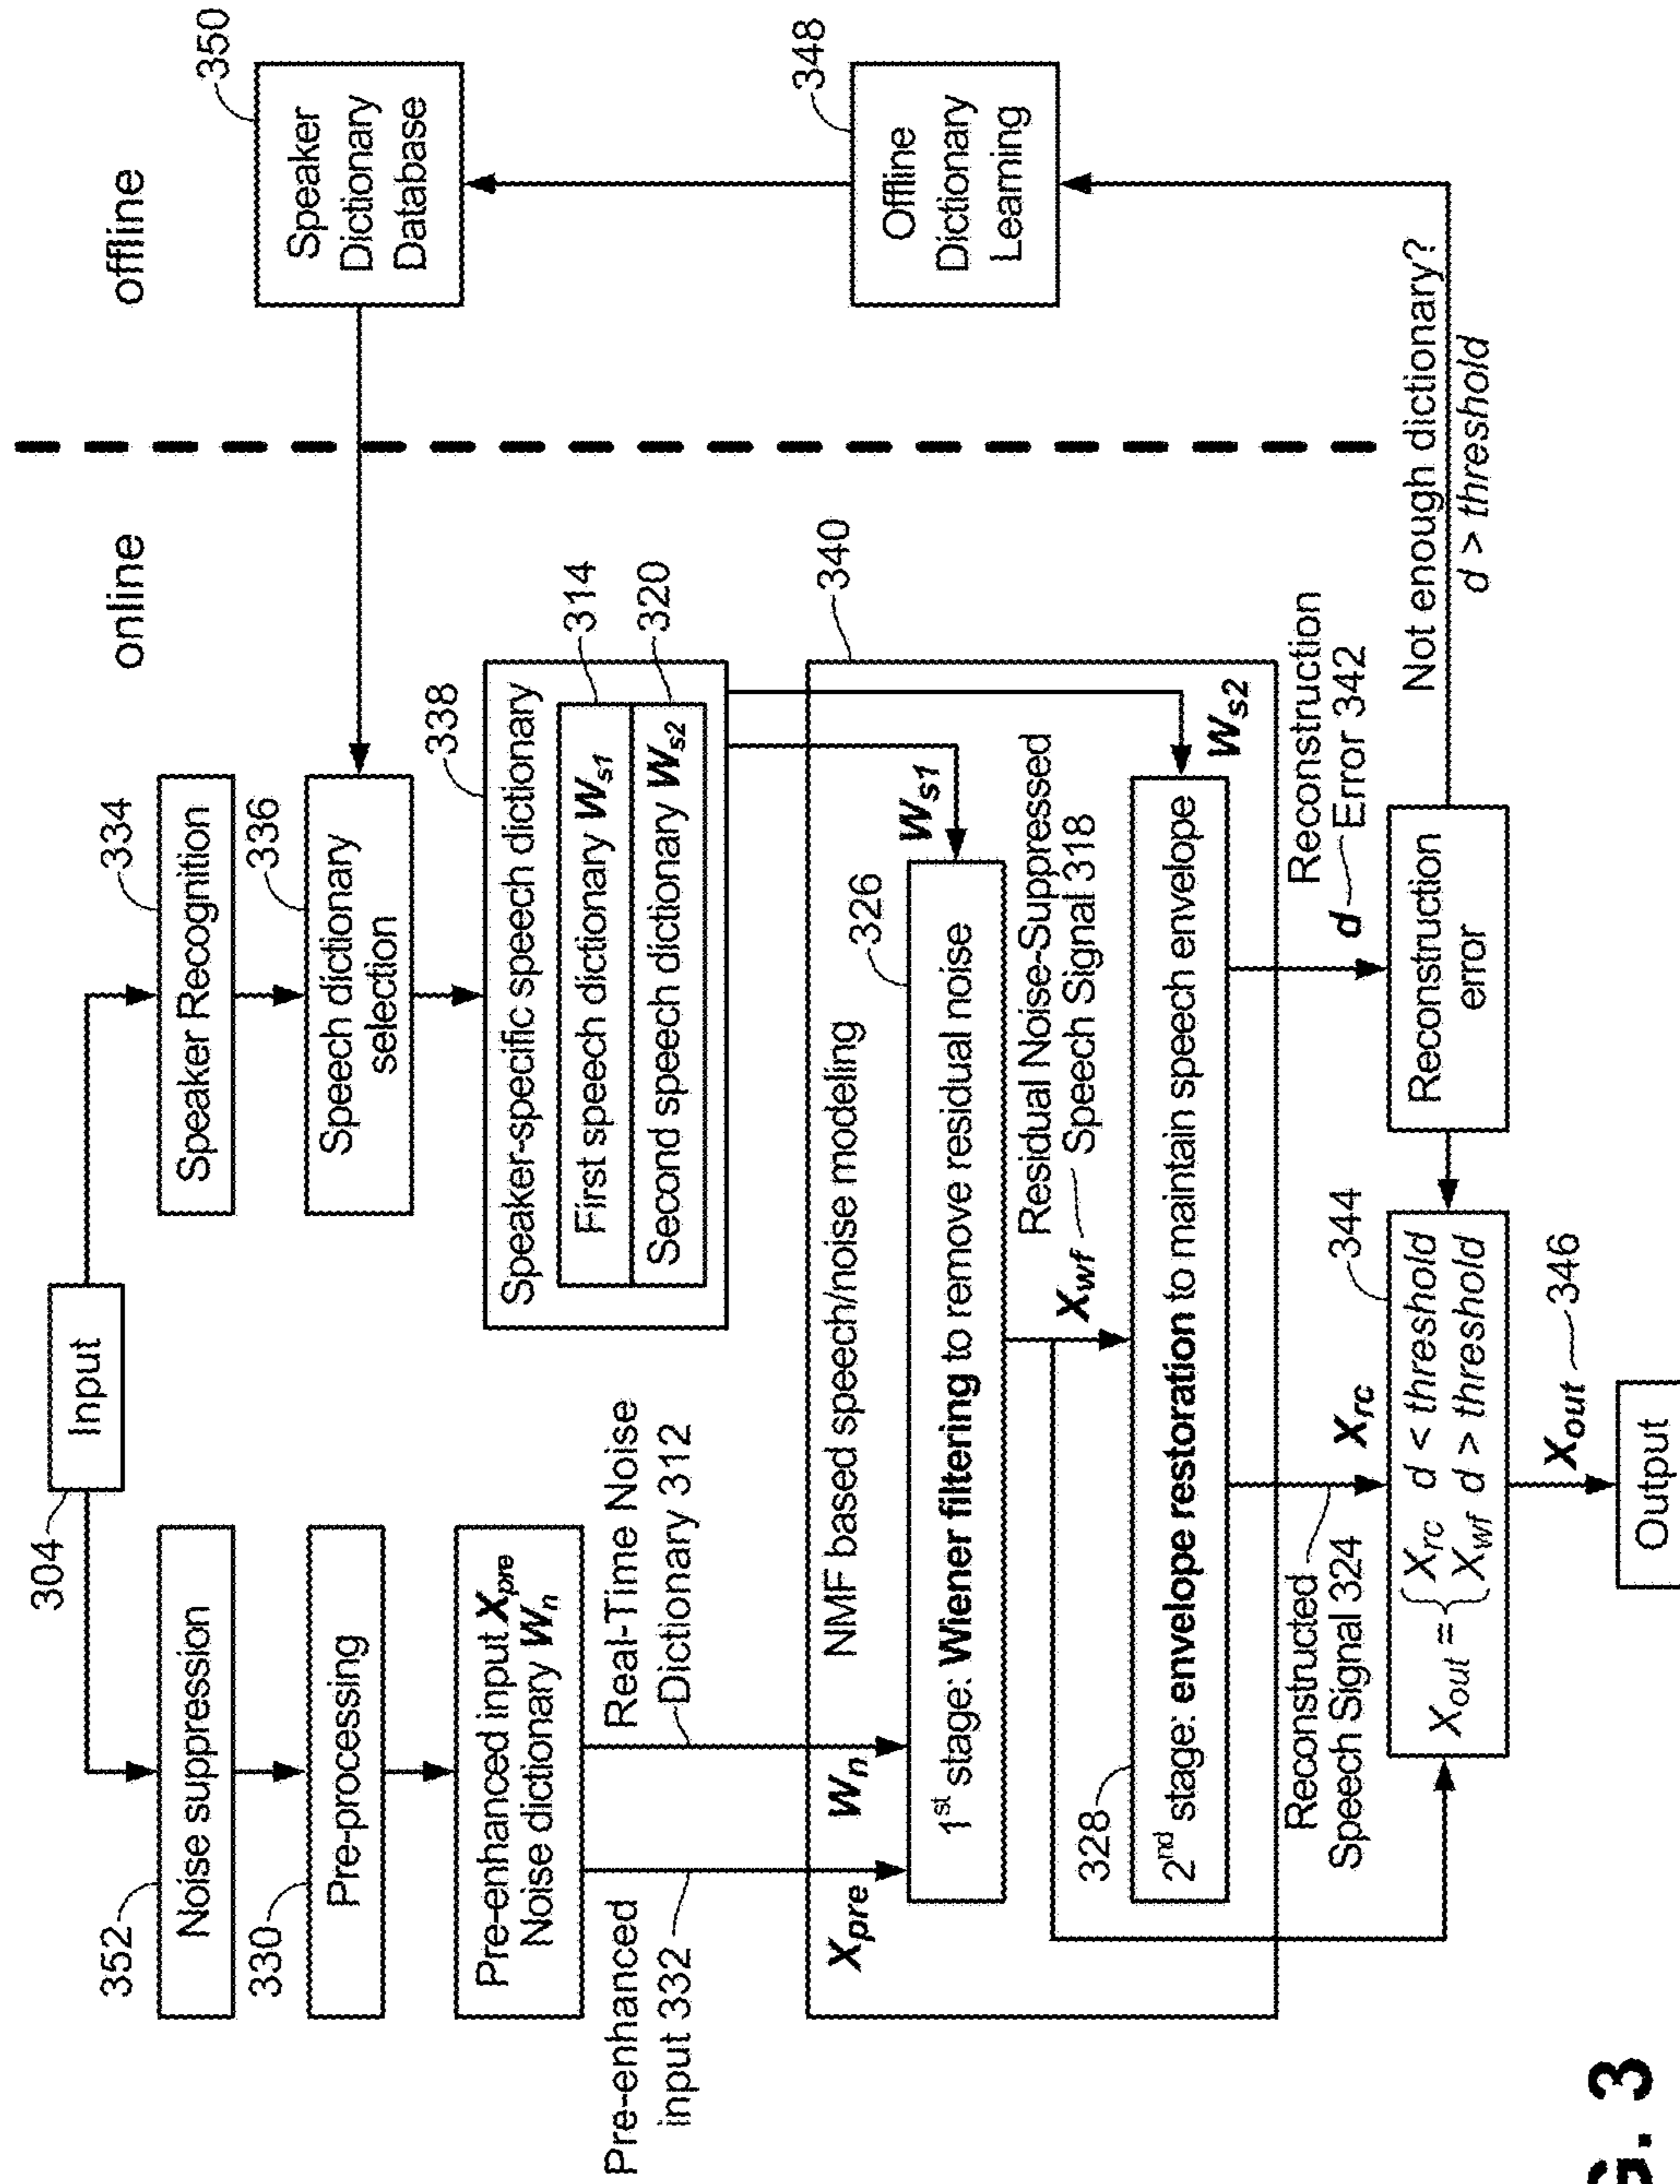 online
offline
304
Input
352
Noise suppression
330
Pre-processing
Pre-enhanced input Xpre
Noise dictionary Wn
334
Speaker Recognition
336
Speech dictionary
selection
338
Speaker-specific speech dictionary
First speech dictionary Ws1
314
Second speech dictionary Ws2
320
350
Speaker
Dictionary
Database
348
Offline
Dictionary
Learning
Pre-enhanced
input 332
Real-Time Noise
Dictionary 312
340
NMF based speech/noise modeling
Xpre
Wn
Ws1
326
1st stage: Wiener filtering to remove residual noise
Residual Noise-Suppressed
Xwf
Speech Signal 318
328
2nd stage: envelope restoration to maintain speech envelope
Ws2
Reconstructed
Speech Signal 324
Xrc
344
Reconstruction
d
Error 342
Xout = { Xrc d < threshold
Xwf d > threshold
Reconstruction
error
Not enough dictionary?
d > threshold
Xout
346
Output
G. 3